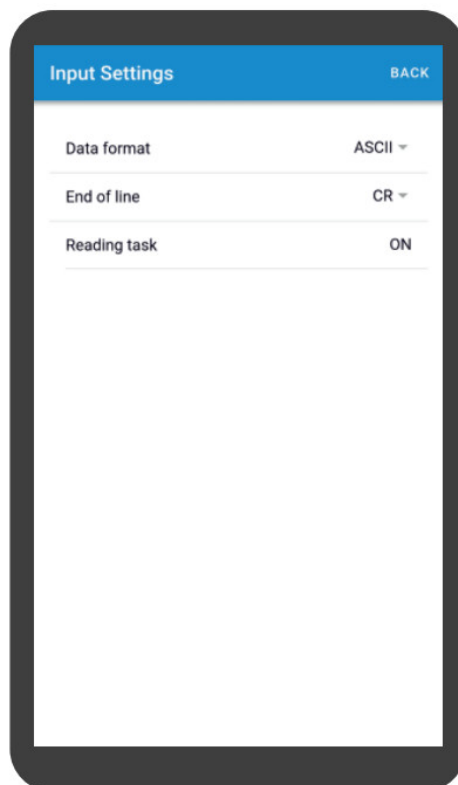 Input Settings BACK
Data format ASCII
End of line CR
Reading task ON